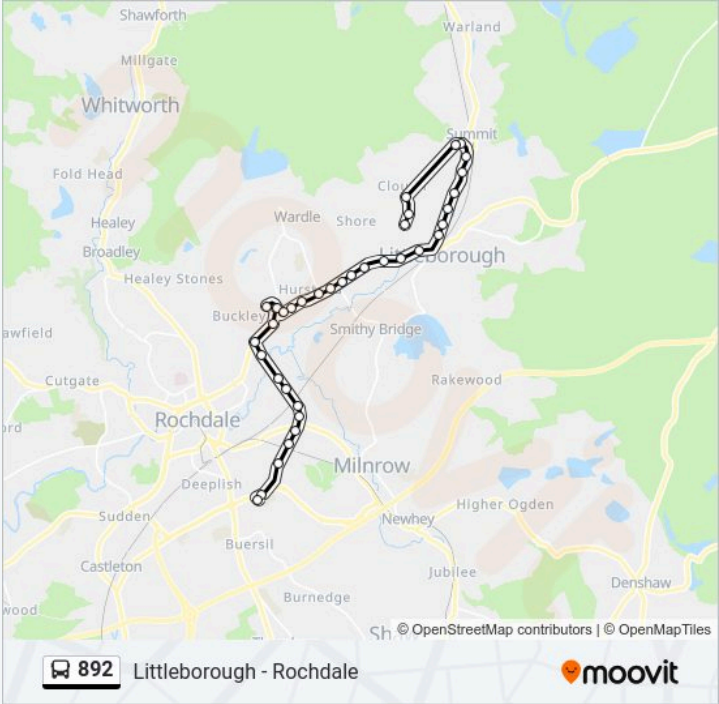 Shawforth
Warland
Millgate
Whitworth
Summit
Fold Head
Clou
Wardle
Shore
Healey
Broadley
Littleborough
Healey Stones
Hurst
Buckley
Smithy Bridge
awfield
Cutgate
Rakewood
Rochdale
ord
Milnrow
Deeplish
Higher Ogden
Sudden
Newhey
Buersil
Castleton
Jubilee
Denshaw
Burnedge
wood
Sh
© OpenStreetMap contributors | © OpenMapTiles
892 Littleborough - Rochdale
moovit